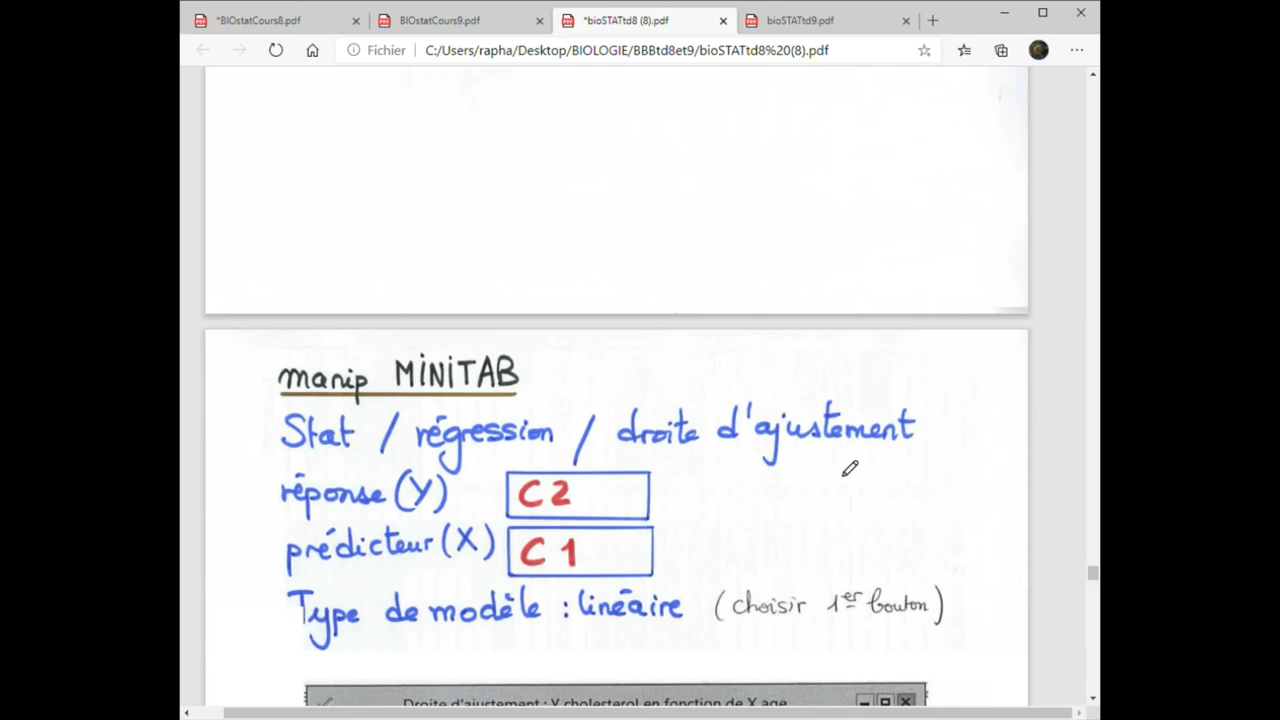 *BIOstatCours8.pdf
BIOstatCours9.pdf
*bioSTATtd8 (8).pdf
bioSTATtd9.pdf
Fichier
C:/Users/rapha/Desktop/BIOLOGIE/BBBtd8et9/bioSTATtd8%20(8).pdf
manip MINITAB
Stat / régression / droite d'ajustement
réponse (Y) C2
prédicteur (X) C1
Type de modèle : linéaire (choisir 1er bouton)
Droite d'ajustement : Y cholesterol en fonction de X age